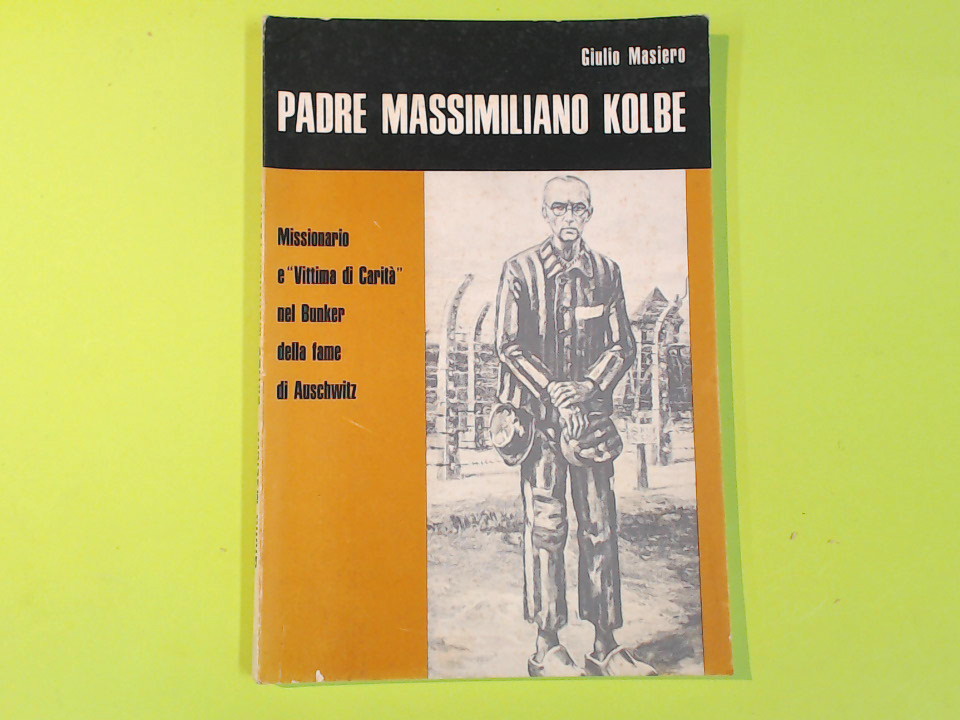 Giulio Masiero
PADRE MASSIMILIANO KOLBE
Missionario
e "Vittima di Carità"
nel Bunker
della fame
di Auschwitz